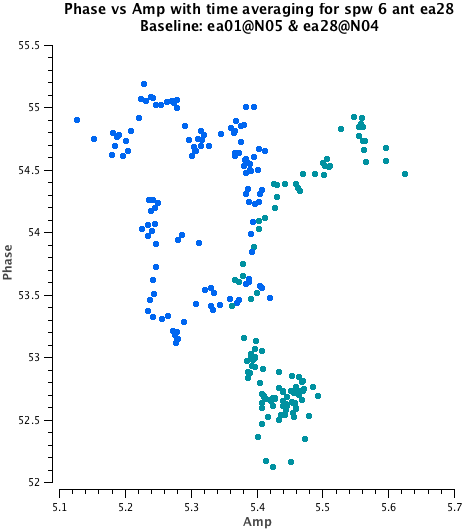 Phase vs Amp with time averaging for spw 6 ant ea28
Baseline: ea01@N05 & ea28@N04
55.5
55
54.5
54
53.5
53
52.5
52
Phase
5.1 5.2 5.3 5.4 5.5 5.6 5.7
Amp